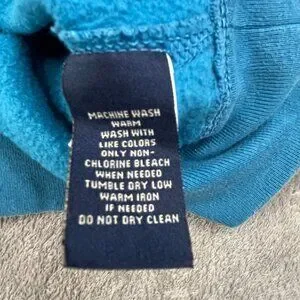 MACHINE WASH
WARM
WASH WITH
LIKE COLORS
ONLY NON-
CHLORINE BLEACH
WHEN NEEDED
TUMBLE DRY LOW
WARM IRON
IF NEEDED
DO NOT DRY CLEAN